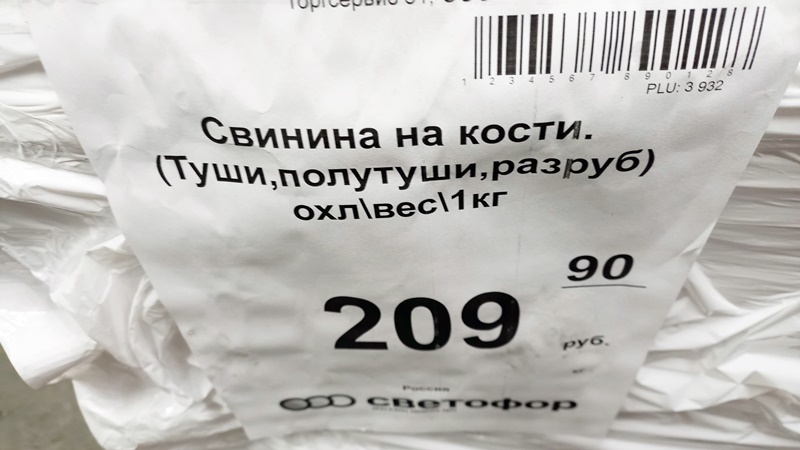 1 2 3 4 5 6 7 8 9 0 1 2 8
PLU: 3 932
Свинина на кости.
(Туши,полутуши,разруб)
охл\вес\1кг
209 90
руб.
кг
Россия
светофор